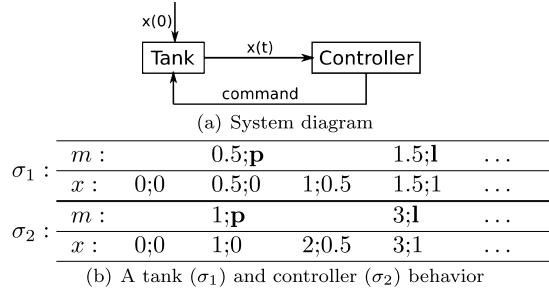 x(0)
Tank
x(t)
Controller
command
(a) System diagram
σ₁ : m : 0.5;p 1.5;l ...
x : 0;0 0.5;0 1;0.5 1.5;1 ...
σ₂ : m : 1;p 3;l ...
x : 0;0 1;0 2;0.5 3;1 ...
(b) A tank (σ₁) and controller (σ₂) behavior